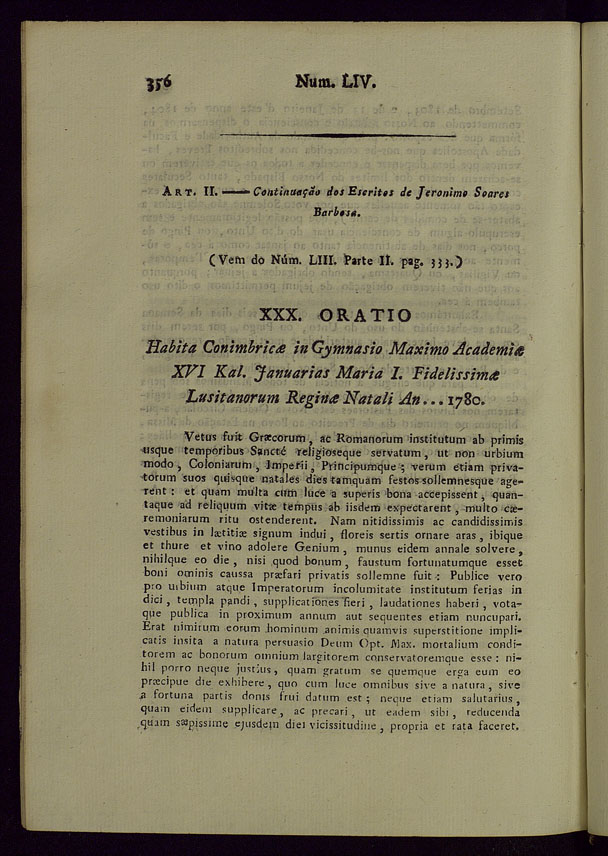 356 Num. LIV.
ART. II. —— Continuação dos Escritos de Jeronimo Soares
Barbosa.
(Vem do Núm. LIII. Parte II. pag. 333.)
XXX. ORATIO
Habita Conimbricæ in Gymnasio Maximo Academiæ
XVI Kal. Januarias Maria I. Fidelissimæ
Lusitanorum Reginæ Natali An... 1780.
Vetus fuit Græcorum, ac Romanorum institutum ab primis
usque temporibus Sancté religioseque servatum, ut non urbium
modo, Coloniarum, Imperii, Principumque; verum etiam priva-
torum suos quisque natales dies tamquam festos sollemnesque age-
rent: et quam multa cum luce a superis bona accepissent, quan-
taque ad reliquum vitæ tempus ab iisdem expectarent, multo cæ-
remoniarum ritu ostenderent. Nam nitidissimis ac candidissimis
vestibus in lætitiæ signum indui, floreis sertis ornare aras, ibique
et thure et vino adolere Genium, munus eidem annale solvere,
nihilque eo die, nisi quod bonum, faustum fortunatumque esset
boni ominis caussa præfari privatis sollemne fuit: Publice vero
pro urbium atque Imperatorum incolumitate institutum ferias in
dici, templa pandi, supplicationes fieri, laudationes haberi, vota-
que publica in proximum annum aut sequentes etiam nuncupari.
Erat nimirum eorum hominum animis quamvis superstitione impli-
catis insita a natura persuasio Deum Opt. Max. mortalium condi-
torem ac bonorum omnium largitorem conservatoremque esse: ni-
hil porro neque justius, quam gratum se quemque erga eum eo
præcipue die exhibere, quo cum luce omnibus sive a natura, sive
a fortuna partis donis frui datum est; neque etiam salutarius,
quam eidem supplicare, ac precari, ut eadem sibi, reducenda
quam sæpissime ejusdem diei vicissitudine, propria et rata faceret.